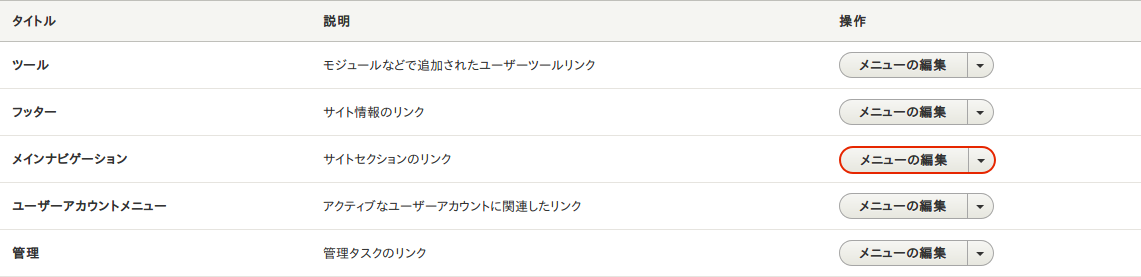 タイトル 説明 操作
ツール モジュールなどで追加されたユーザーツールリンク メニューの編集
フッター サイト情報のリンク メニューの編集
メインナビゲーション サイトセクションのリンク メニューの編集
ユーザーアカウントメニュー アクティブなユーザーアカウントに関連したリンク メニューの編集
管理 管理タスクのリンク メニューの編集